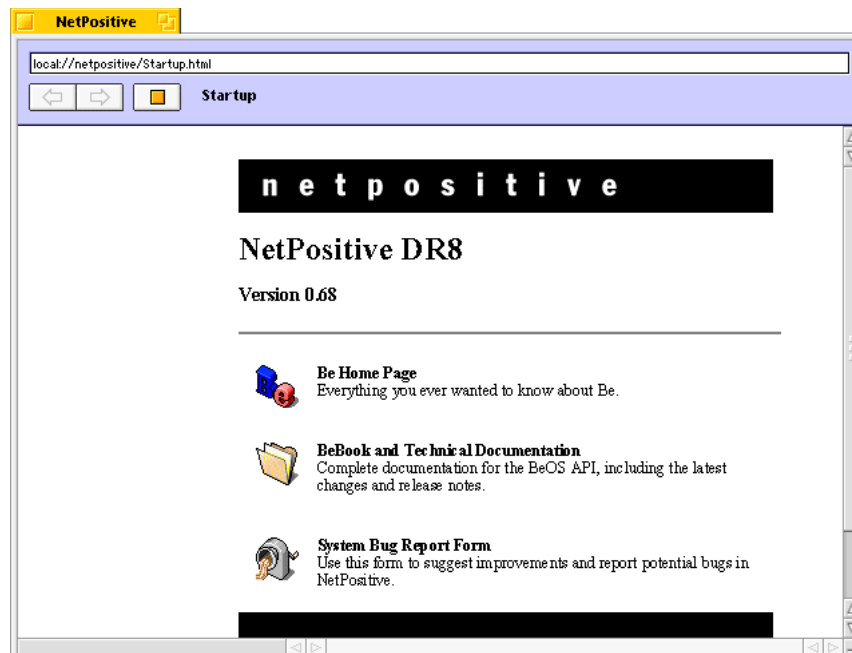 NetPositive
local://netpositive/Startup.html
Startup
netpositive
NetPositive DR8
Version 0.68
Be Home Page
Everything you ever wanted to know about Be.
BeBook and Technical Documentation
Complete documentation for the BeOS API, including the latest
changes and release notes.
System Bug Report Form
Use this form to suggest improvements and report potential bugs in
NetPositive.